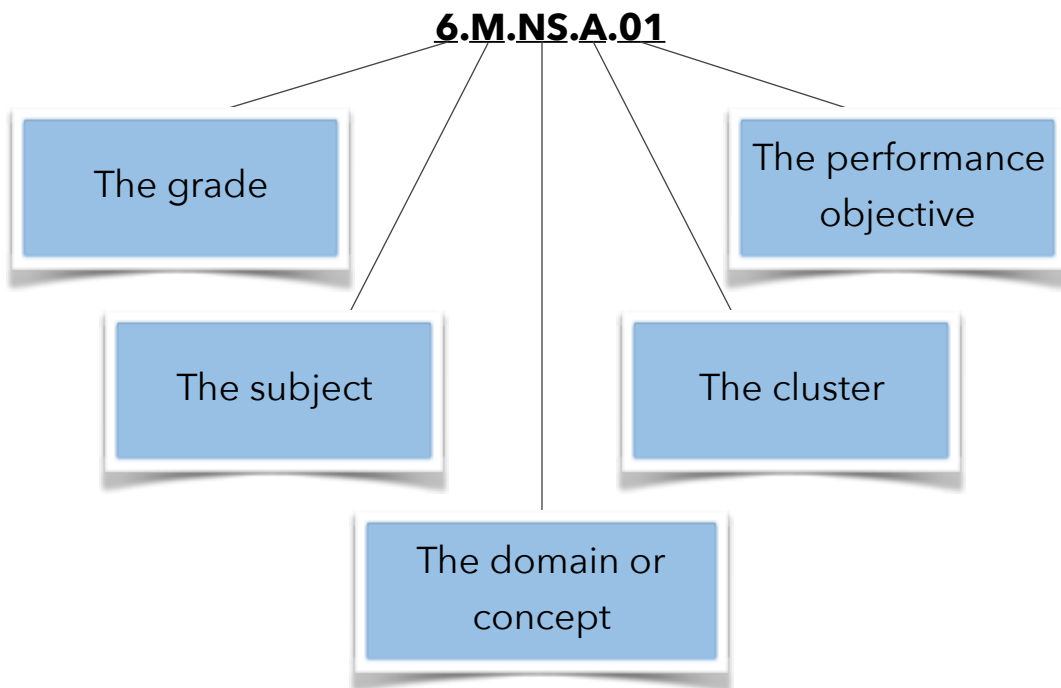 6.M.NS.A.01
The grade
The performance
objective
The subject
The cluster
The domain or
concept